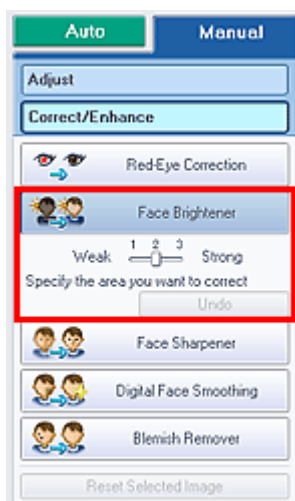 Auto Manual
Adjust
Correct/Enhance
Red-Eye Correction
Face Brightener
1 2 3
Weak Strong
Specify the area you want to correct
Undo
Face Sharpener
Digital Face Smoothing
Blemish Remover
Reset Selected Image